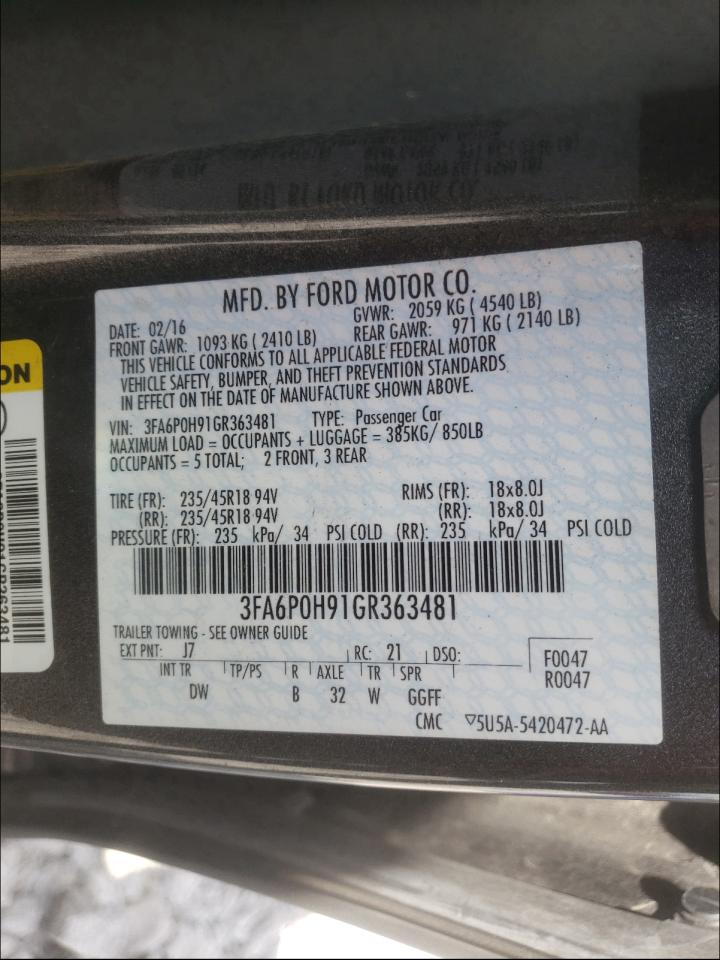 MFD. BY FORD MOTOR CO.
DATE: 02/16 GVWR: 2059 KG ( 4540 LB)
FRONT GAWR: 1093 KG ( 2410 LB) REAR GAWR: 971 KG ( 2140 LB)
THIS VEHICLE CONFORMS TO ALL APPLICABLE FEDERAL MOTOR
VEHICLE SAFETY, BUMPER, AND THEFT PREVENTION STANDARDS
IN EFFECT ON THE DATE OF MANUFACTURE SHOWN ABOVE.
VIN: 3FA6P0H91GR363481 TYPE: Passenger Car
MAXIMUM LOAD = OCCUPANTS + LUGGAGE = 385KG/ 850LB
OCCUPANTS = 5 TOTAL; 2 FRONT, 3 REAR
TIRE (FR): 235/45R18 94V RIMS (FR): 18x8.0J
(RR): 235/45R18 94V (RR): 18x8.0J
PRESSURE (FR): 235 kPa/ 34 PSI COLD (RR): 235 kPa/ 34 PSI COLD
3FA6P0H91GR363481
TRAILER TOWING - SEE OWNER GUIDE
EXT PNT: J7 RC: 21 DSO: F0047
INT TR TP/PS R AXLE TR SPR R0047
DW B 32 W GGFF
CMC ▽5U5A-5420472-AA
ON